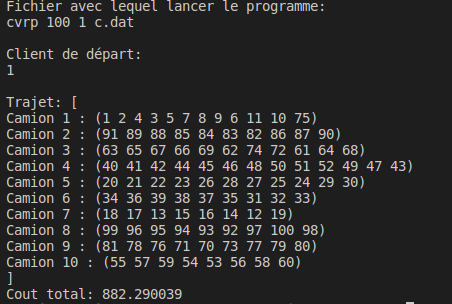 Fichier avec lequel lancer le programme:
cvrp 100 1 c.dat
Client de départ:
1
Trajet: [
Camion 1 : (1 2 4 3 5 7 8 9 6 11 10 75)
Camion 2 : (91 89 88 85 84 83 82 86 87 90)
Camion 3 : (63 65 67 66 69 62 74 72 61 64 68)
Camion 4 : (40 41 42 44 45 46 48 50 51 52 49 47 43)
Camion 5 : (20 21 22 23 26 28 27 25 24 29 30)
Camion 6 : (34 36 39 38 37 35 31 32 33)
Camion 7 : (18 17 13 15 16 14 12 19)
Camion 8 : (99 96 95 94 93 92 97 100 98)
Camion 9 : (81 78 76 71 70 73 77 79 80)
Camion 10 : (55 57 59 54 53 56 58 60)
]
Cout total: 882.290039